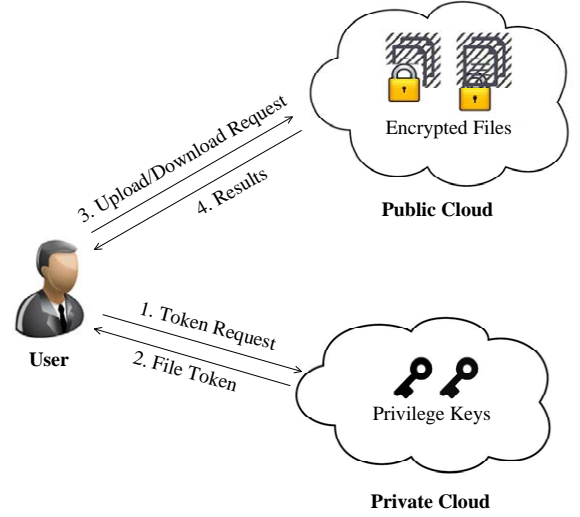 Encrypted Files
Public Cloud
3. Upload/Download Request
4. Results
User
1. Token Request
2. File Token
Privilege Keys
Private Cloud